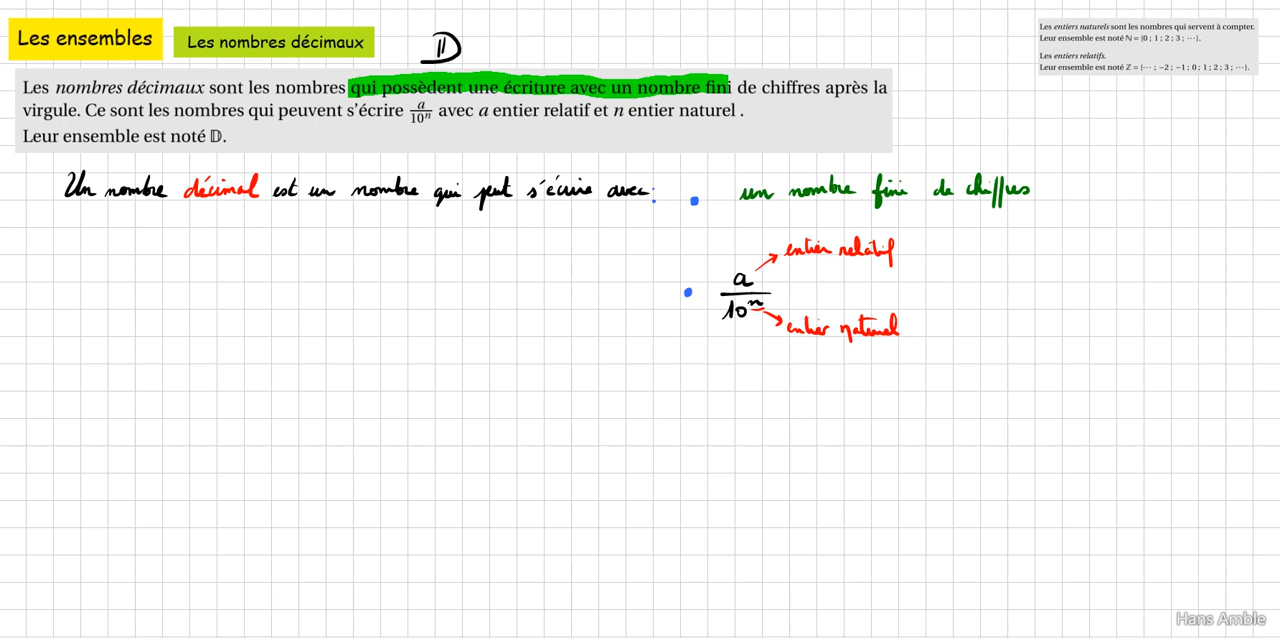 Les ensembles
Les nombres décimaux
𝔻
Les entiers naturels sont les nombres qui servent à compter.
Leur ensemble est noté ℕ = {0 ; 1 ; 2 ; 3 ; ⋯}.
Les entiers relatifs.
Leur ensemble est noté ℤ = {⋯ ; −2 ; −1 ; 0 ; 1 ; 2 ; 3 ; ⋯}.
Les nombres décimaux sont les nombres qui possèdent une écriture avec un nombre fini de chiffres après la
virgule. Ce sont les nombres qui peuvent s'écrire a/10ⁿ avec a entier relatif et n entier naturel .
Leur ensemble est noté 𝔻.
Un nombre décimal est un nombre qui peut s'écrire avec : • un nombre fini de chiffres
entier relatif
• a/10ⁿ
entier naturel
Hans Amble